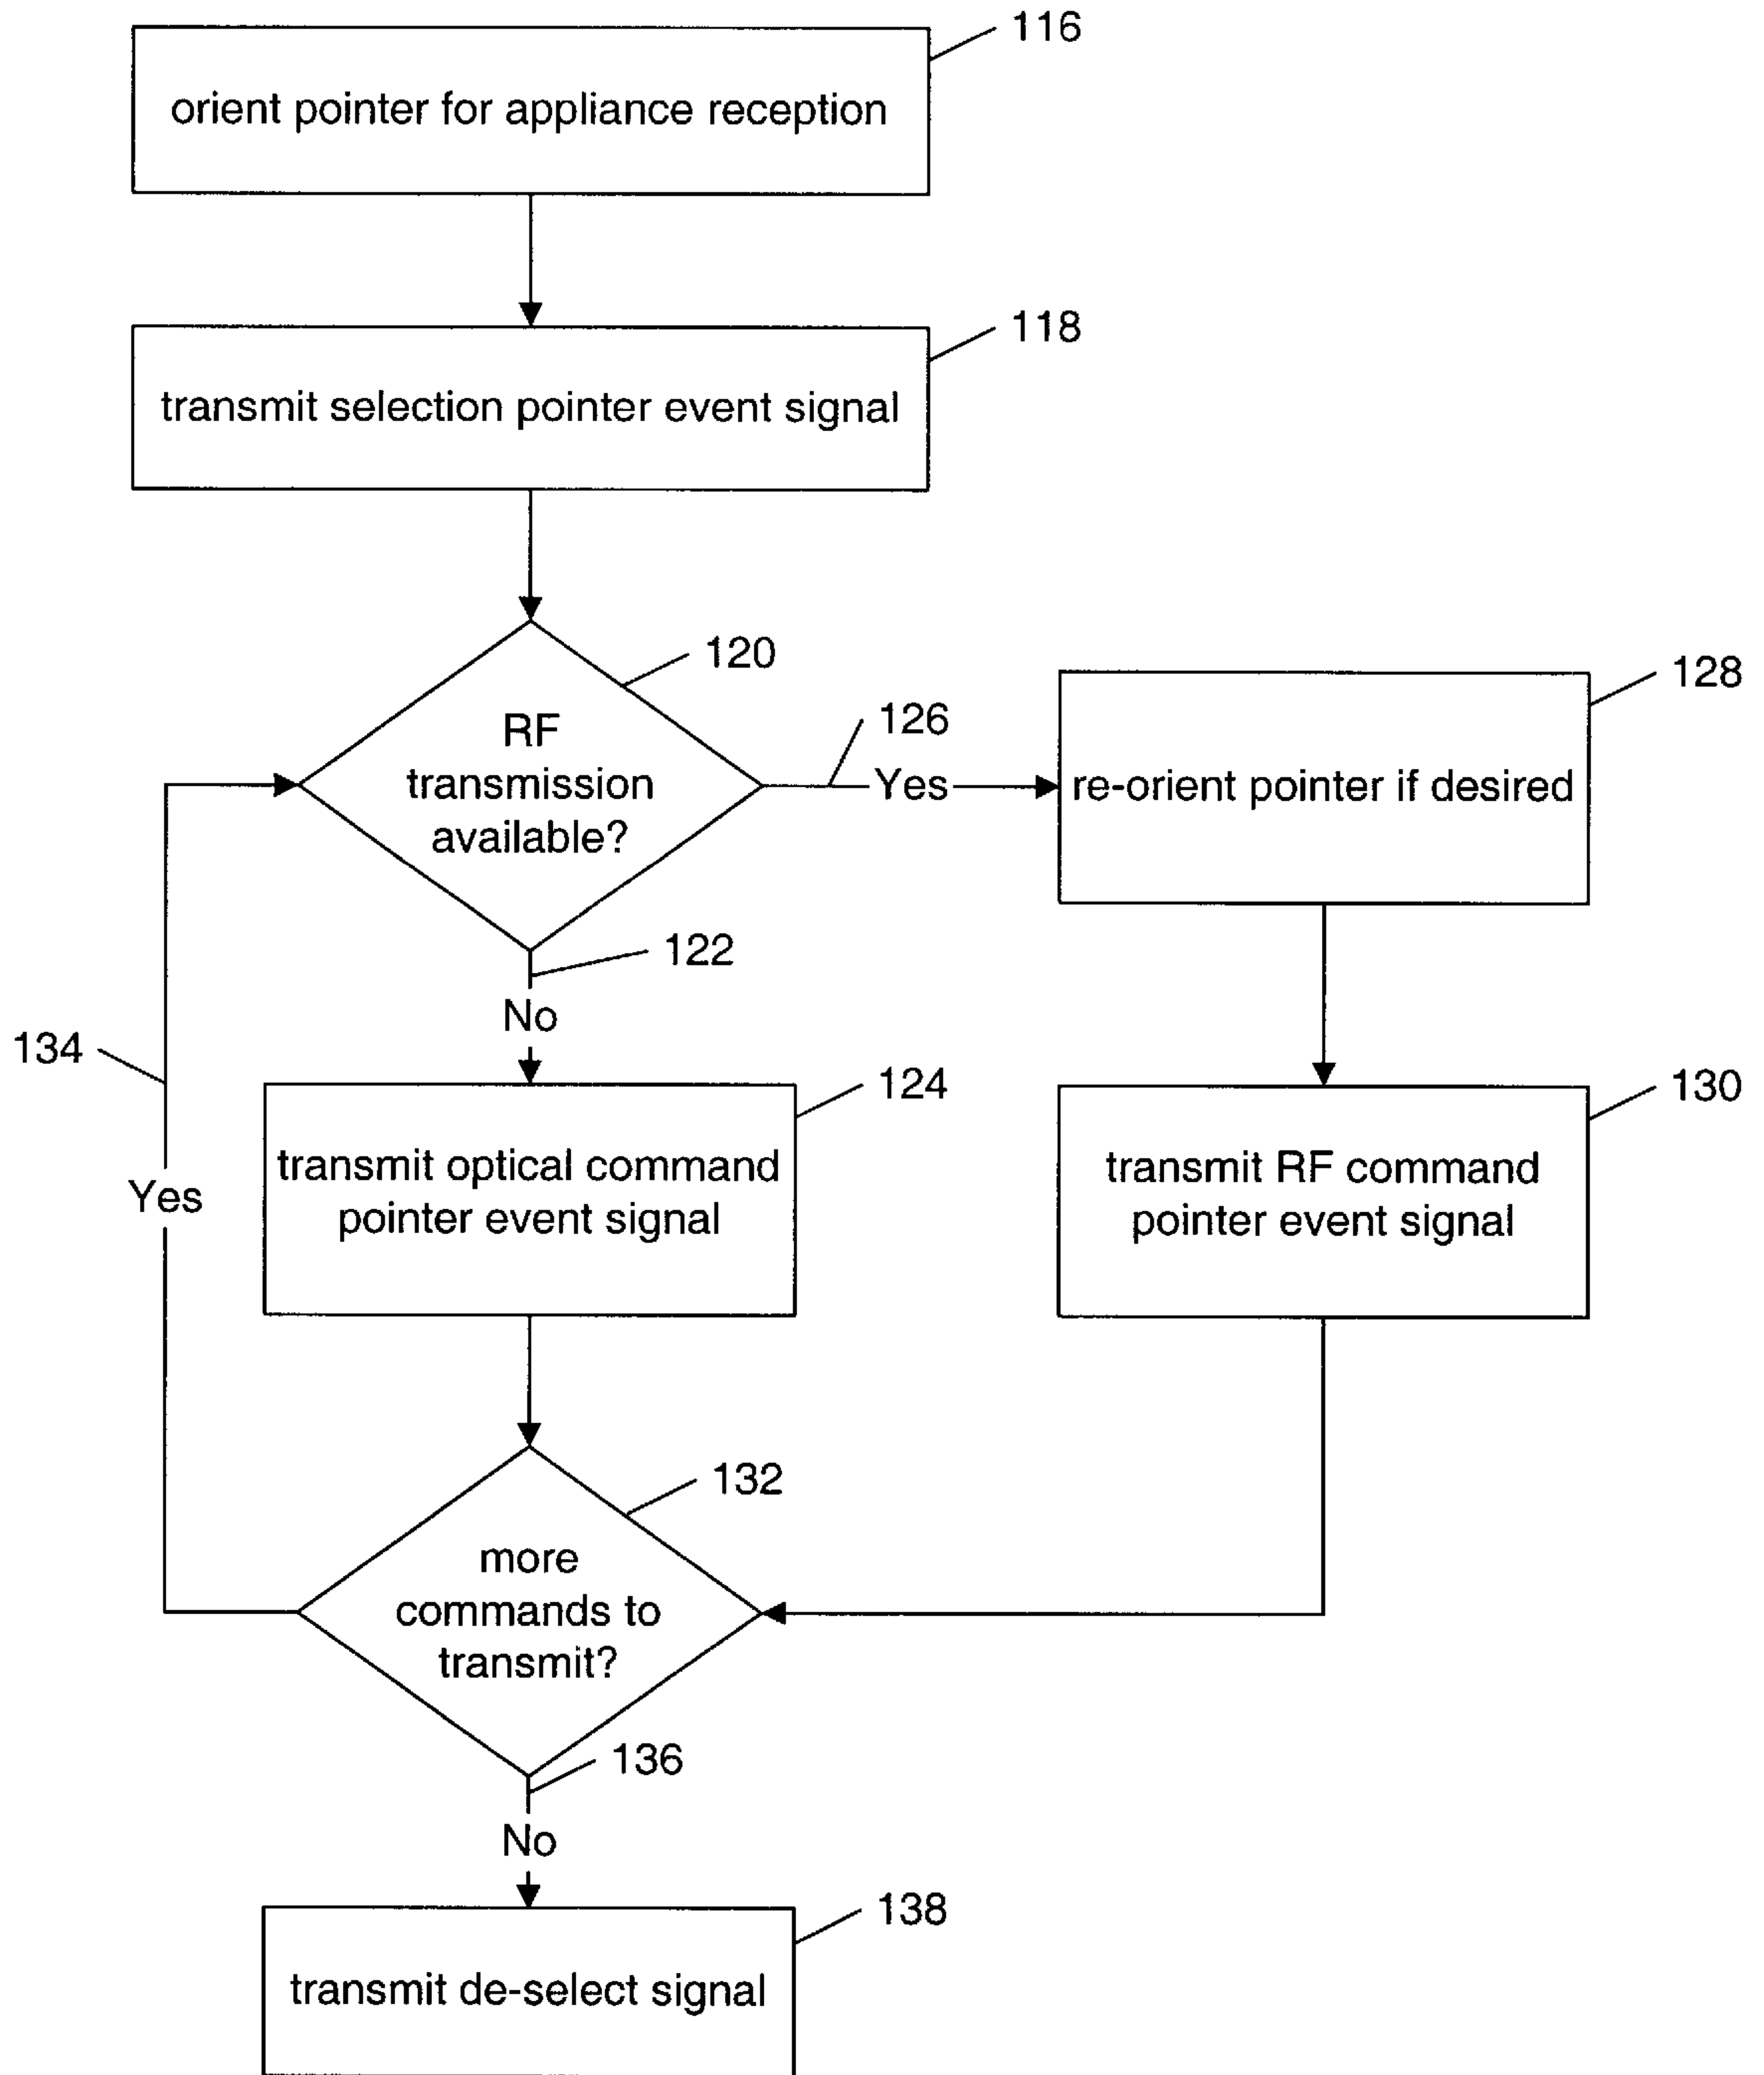 116
orient pointer for appliance reception
118
transmit selection pointer event signal
120
RF
transmission
available?
126
Yes
128
re-orient pointer if desired
122
No
134
Yes
124
transmit optical command
pointer event signal
130
transmit RF command
pointer event signal
132
more
commands to
transmit?
136
No
138
transmit de-select signal